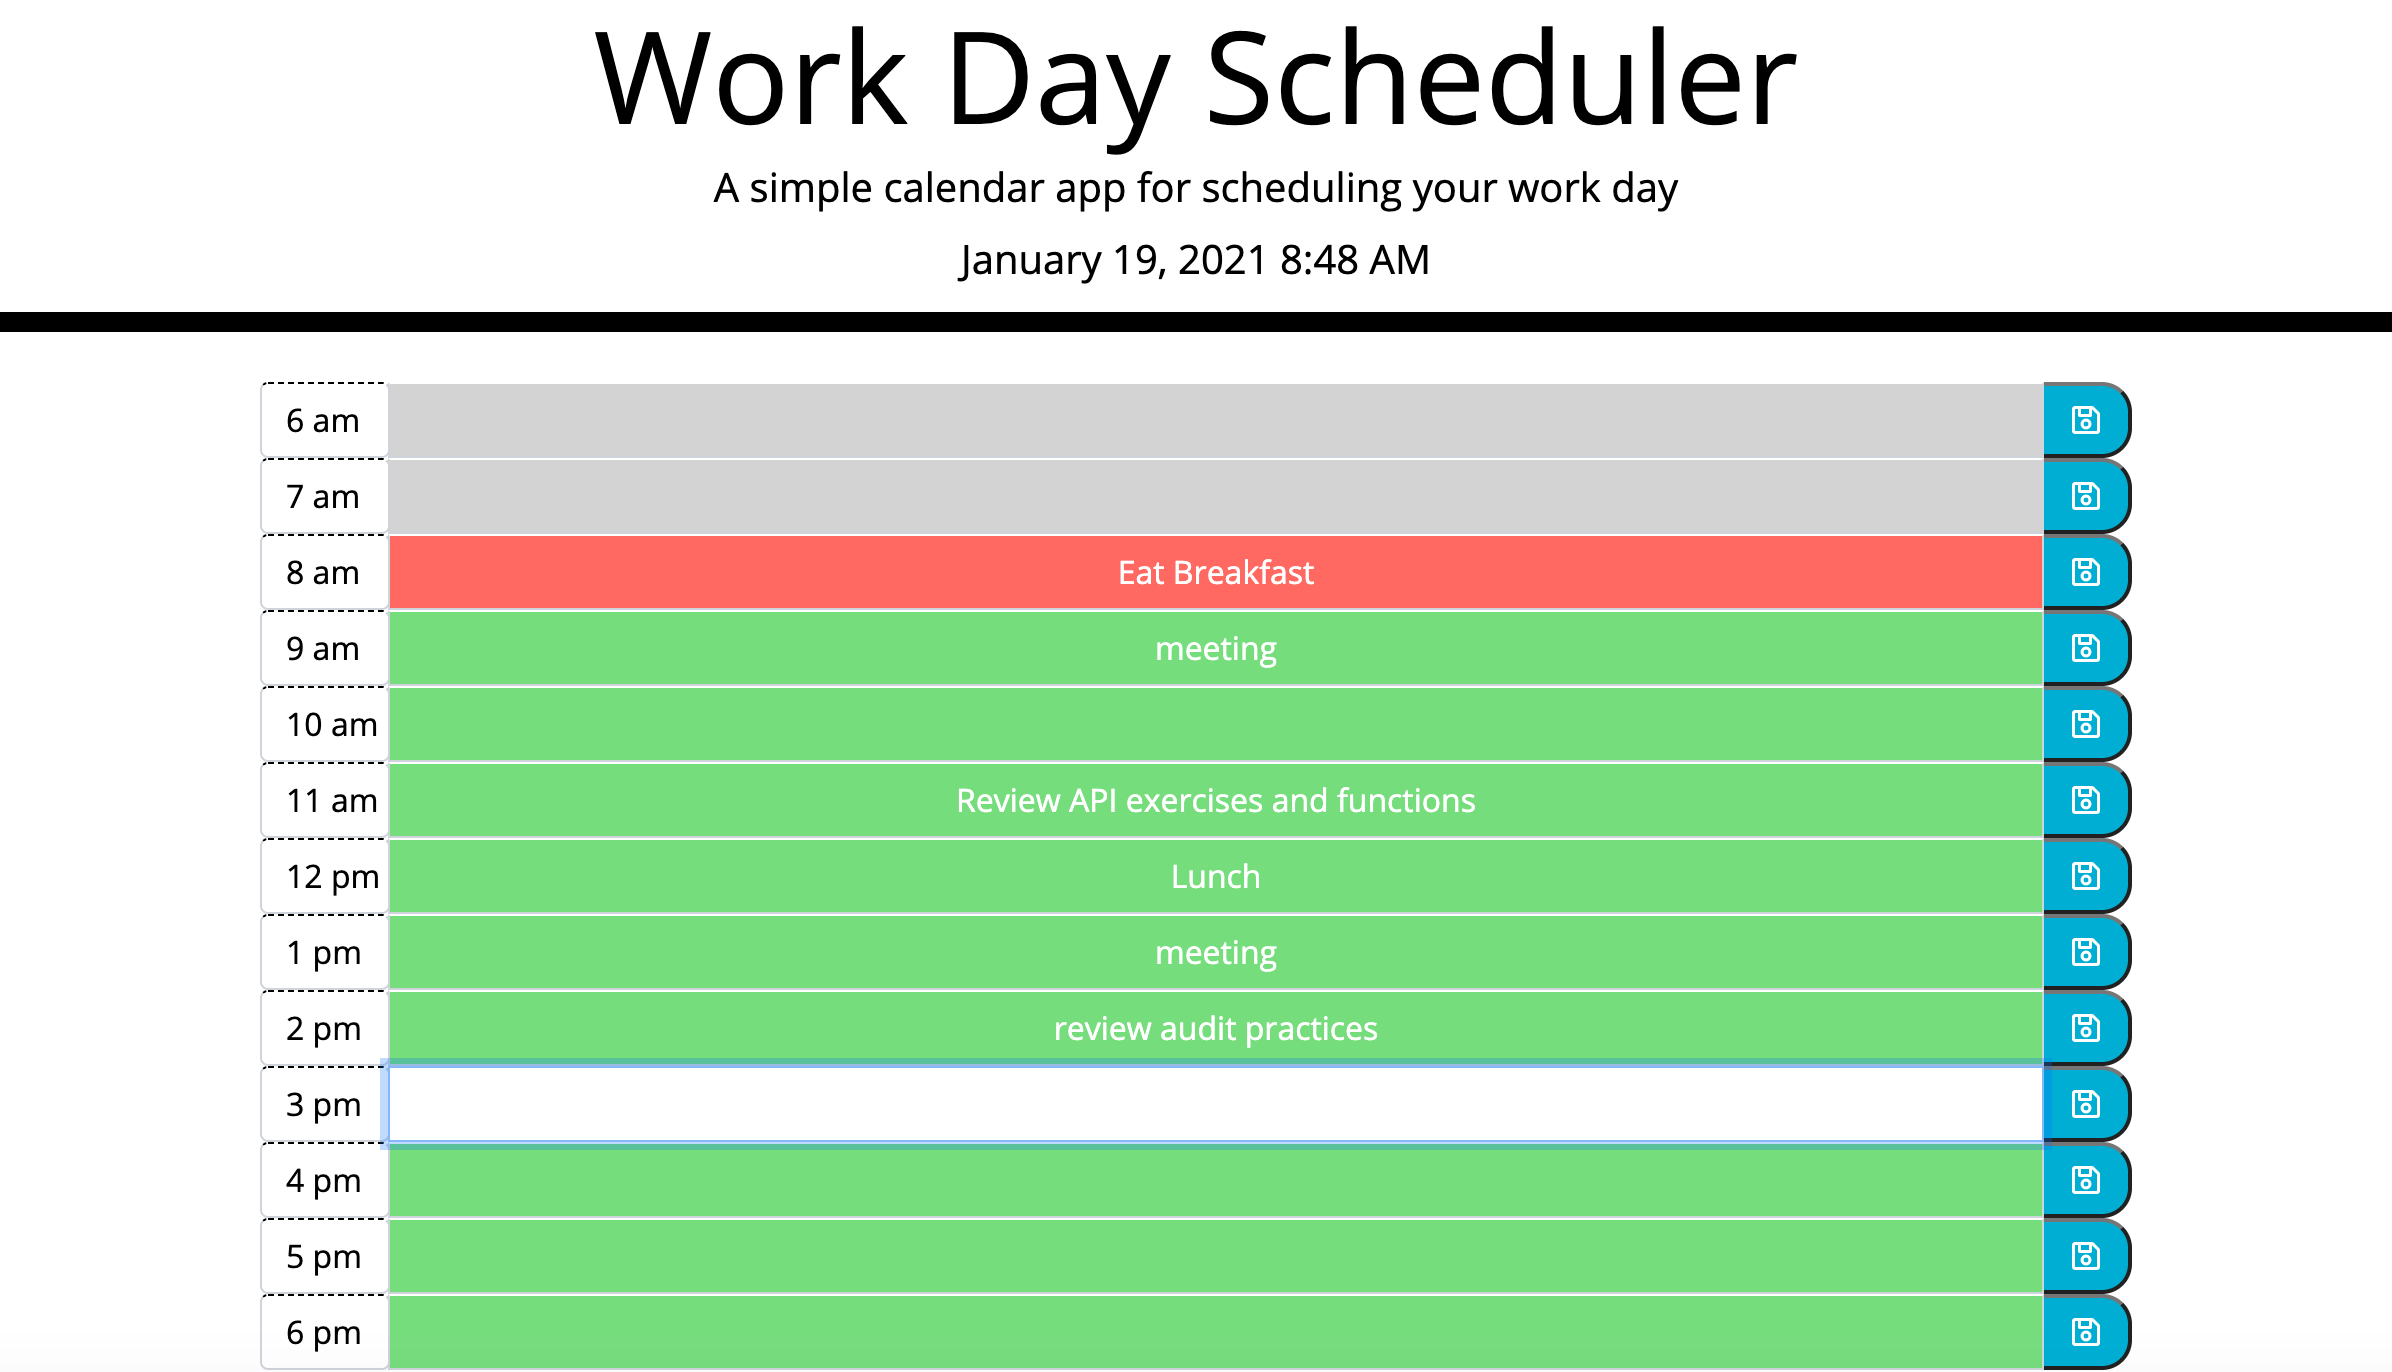 Work Day Scheduler
A simple calendar app for scheduling your work day
January 19, 2021 8:48 AM
6 am
7 am
8 am Eat Breakfast
9 am meeting
10 am
11 am Review API exercises and functions
12 pm Lunch
1 pm meeting
2 pm review audit practices
3 pm
4 pm
5 pm
6 pm